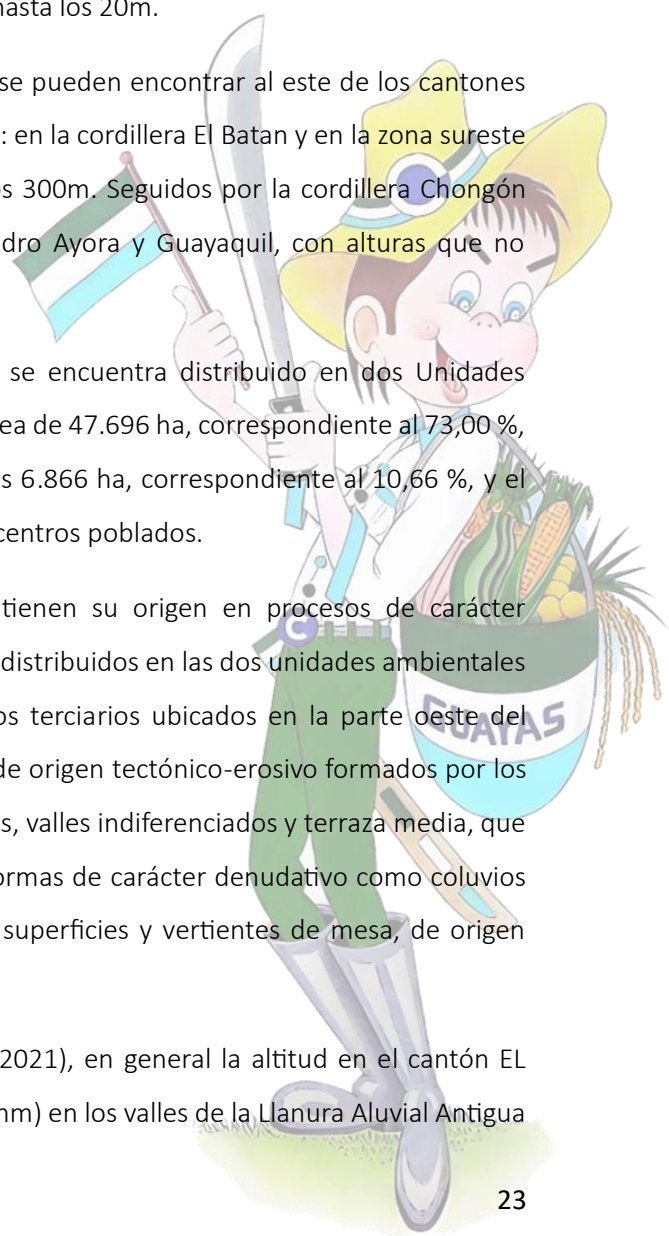 hasta los 20m.
se pueden encontrar al este de los cantones
: en la cordillera El Batan y en la zona sureste
s 300m. Seguidos por la cordillera Chongón
dro Ayora y Guayaquil, con alturas que no
se encuentra distribuido en dos Unidades
ea de 47.696 ha, correspondiente al 73,00 %,
s 6.866 ha, correspondiente al 10,66 %, y el
centros poblados.
tienen su origen en procesos de carácter
distribuidos en las dos unidades ambientales
os terciarios ubicados en la parte oeste del
de origen tectónico-erosivo formados por los
s, valles indiferenciados y terraza media, que
ormas de carácter denudativo como coluvios
superficies y vertientes de mesa, de origen
2021), en general la altitud en el cantón EL
nm) en los valles de la Llanura Aluvial Antigua
23
C
GUAYAS